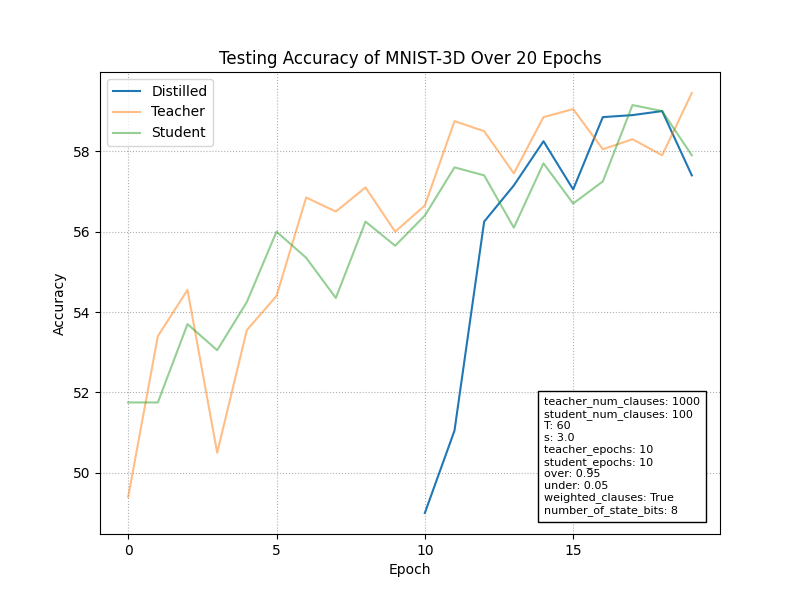 Testing Accuracy of MNIST-3D Over 20 Epochs
Distilled
Teacher
Student
58
56
54
52
50
Accuracy
teacher_num_clauses: 1000
student_num_clauses: 100
T: 60
s: 3.0
teacher_epochs: 10
student_epochs: 10
over: 0.95
under: 0.05
weighted_clauses: True
number_of_state_bits: 8
0 5 10 15
Epoch